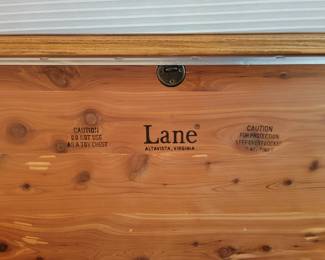 CAUTION
DO NOT USE
AS A TOY CHEST
Lane®
ALTAVISTA, VIRGINIA
CAUTION
FOR PROTECTION
KEEP CHEST LOCKED